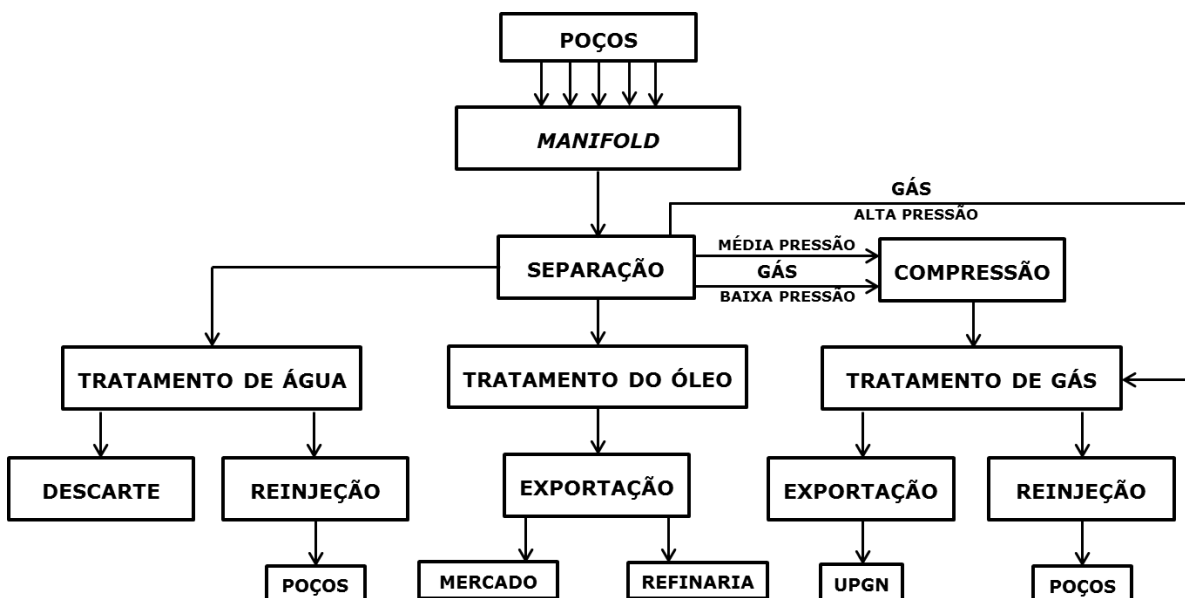 POÇOS
MANIFOLD
GÁS
ALTA PRESSÃO
SEPARAÇÃO
MÉDIA PRESSÃO
GÁS
BAIXA PRESSÃO
COMPRESSÃO
TRATAMENTO DE ÁGUA
TRATAMENTO DO ÓLEO
TRATAMENTO DE GÁS
DESCARTE
REINJEÇÃO
EXPORTAÇÃO
EXPORTAÇÃO
REINJEÇÃO
POÇOS
MERCADO
REFINARIA
UPGN
POÇOS